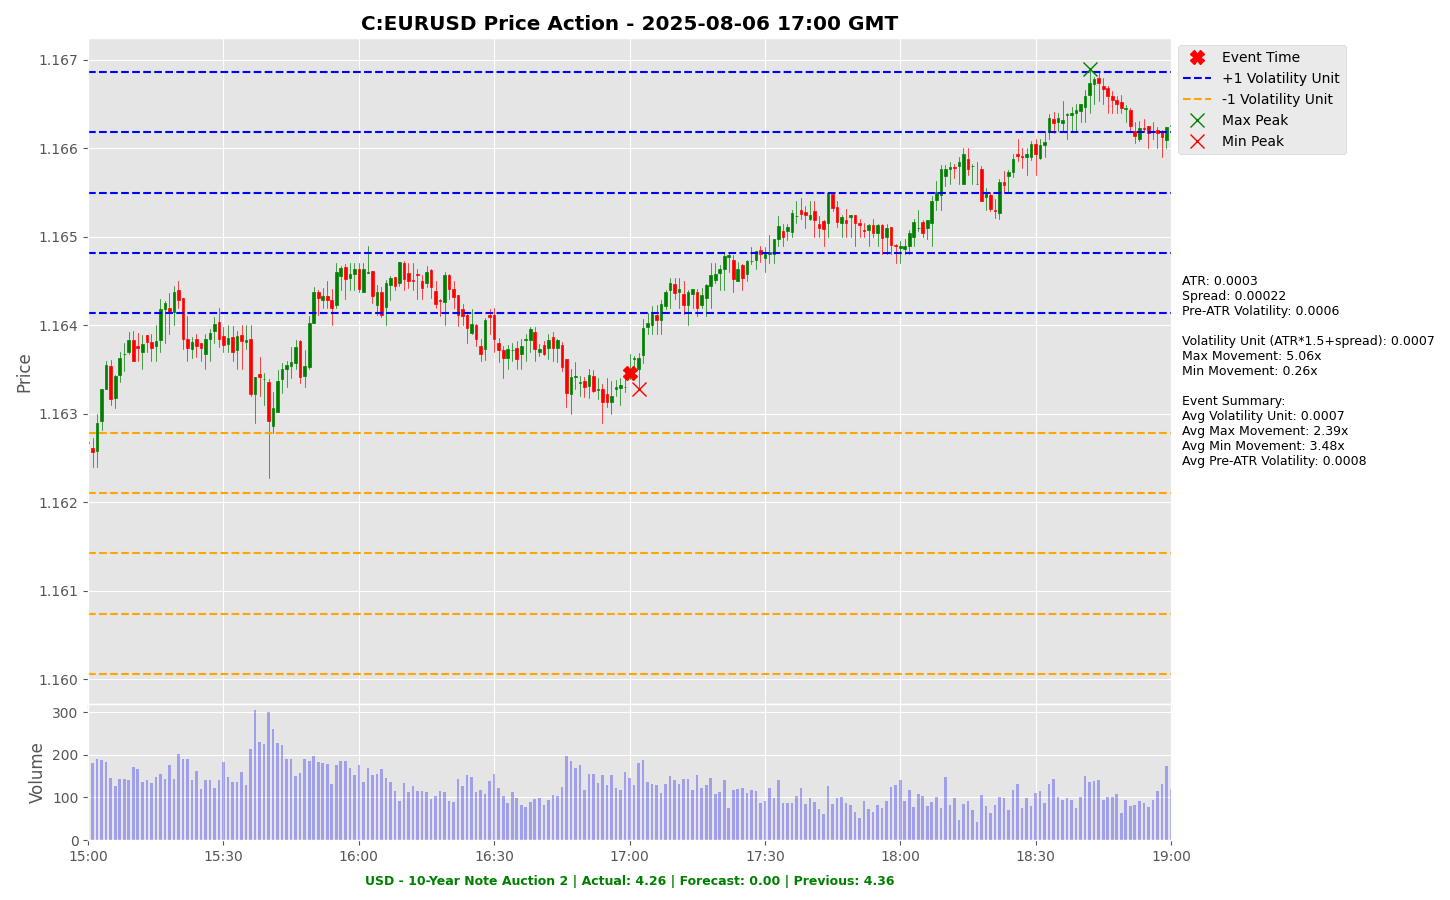 C:EURUSD Price Action - 2025-08-06 17:00 GMT
1.167
1.166
1.165
1.164
1.163
1.162
1.161
1.160
Price
Event Time
+1 Volatility Unit
-1 Volatility Unit
Max Peak
Min Peak
ATR: 0.0003
Spread: 0.00022
Pre-ATR Volatility: 0.0006
Volatility Unit (ATR*1.5+spread): 0.0007
Max Movement: 5.06x
Min Movement: 0.26x
Event Summary:
Avg Volatility Unit: 0.0007
Avg Max Movement: 2.39x
Avg Min Movement: 3.48x
Avg Pre-ATR Volatility: 0.0008
300
200
100
0
Volume
15:00 15:30 16:00 16:30 17:00 17:30 18:00 18:30 19:00
USD - 10-Year Note Auction 2 | Actual: 4.26 | Forecast: 0.00 | Previous: 4.36